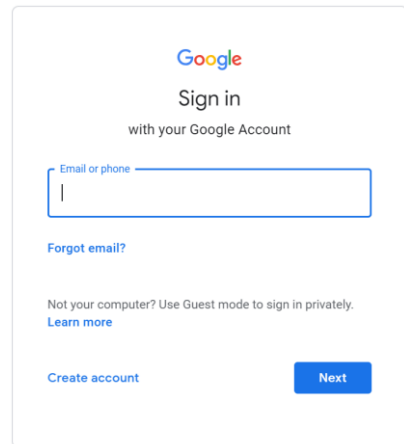 Google
Sign in
with your Google Account
Email or phone
Forgot email?
Not your computer? Use Guest mode to sign in privately.
Learn more
Create account
Next